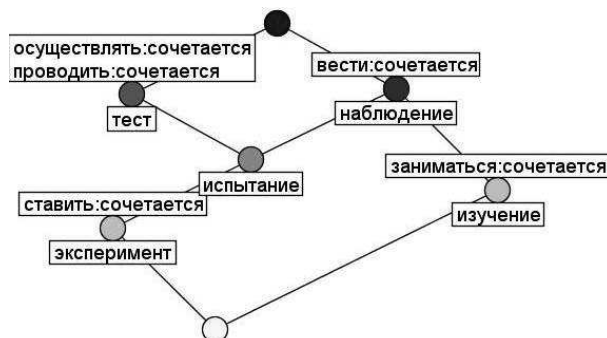 осуществлять:сочетается
проводить:сочетается
вести:сочетается
тест
наблюдение
испытание
заниматься:сочетается
ставить:сочетается
изучение
эксперимент